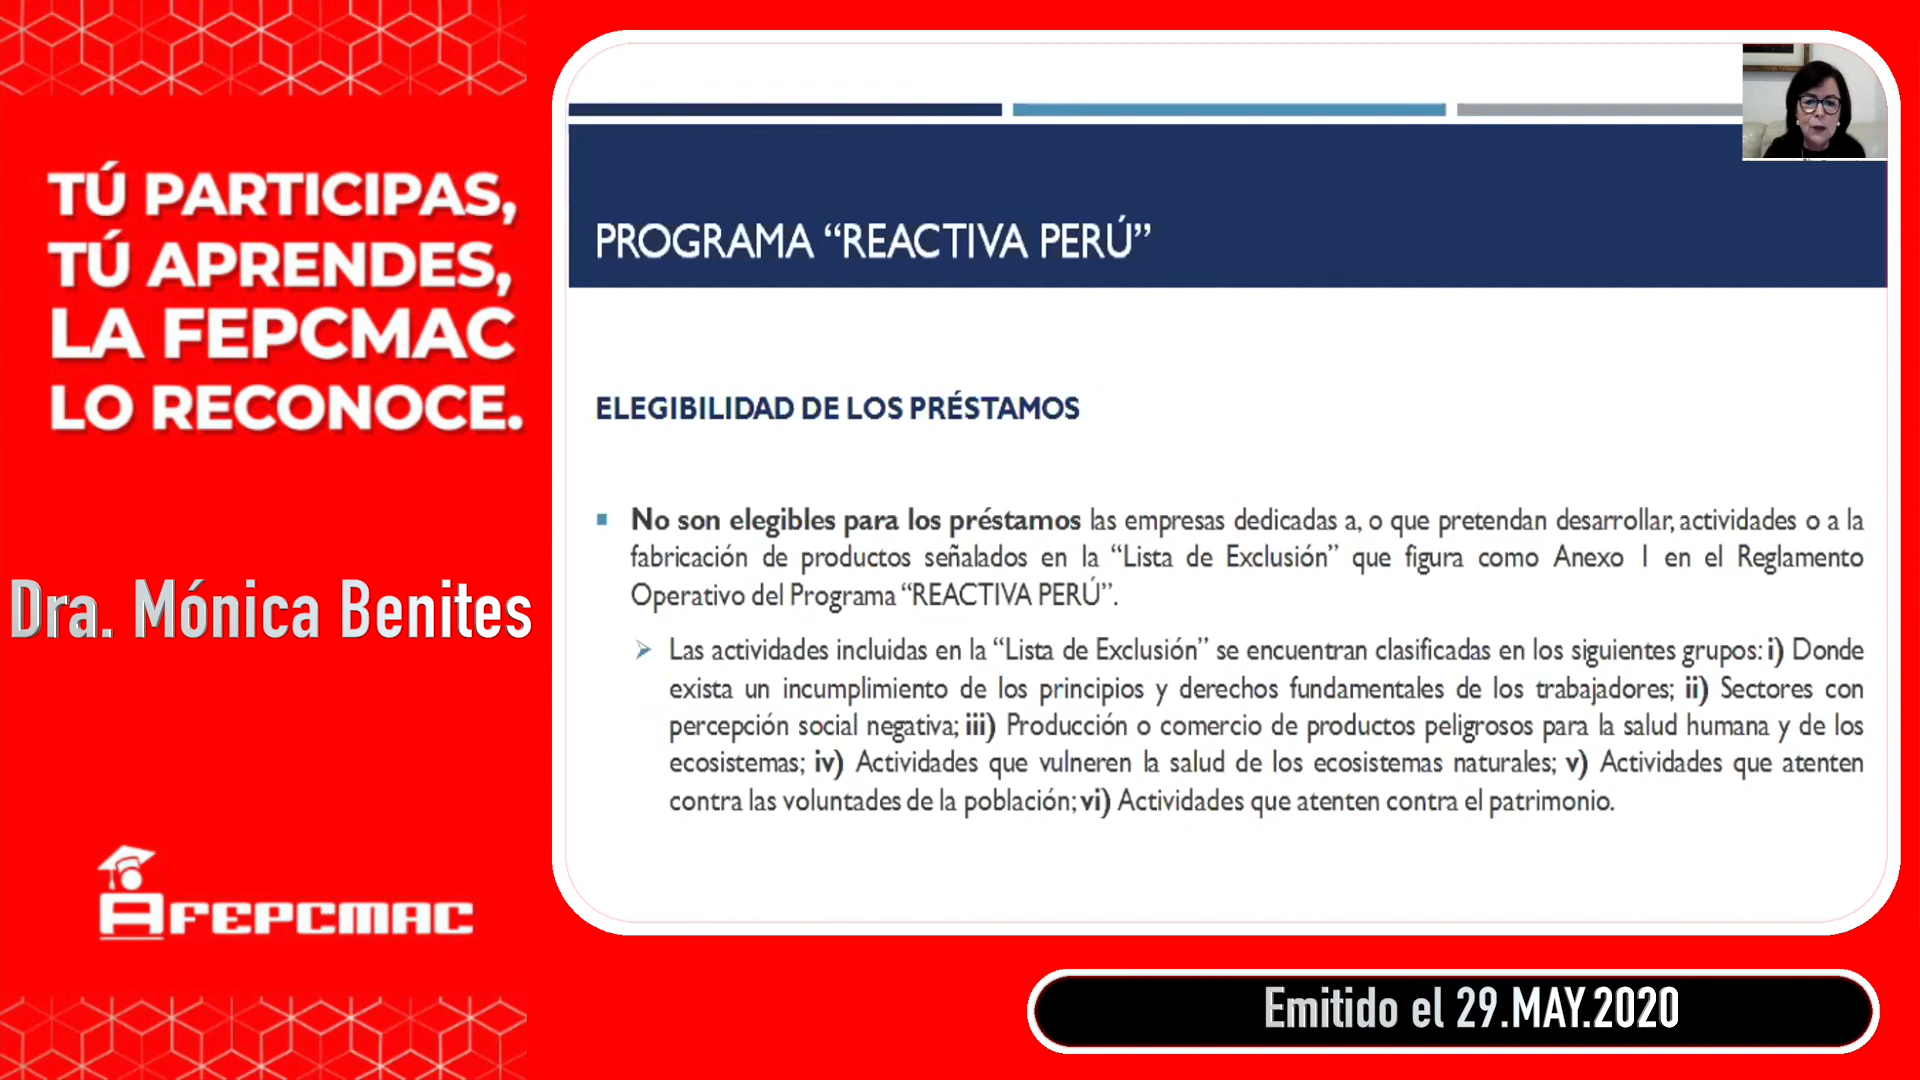 TÚ PARTICIPAS,
TÚ APRENDES,
LA FEPCMAC
LO RECONOCE.
Dra. Mónica Benites
FEPCMAC
PROGRAMA “REACTIVA PERÚ”
ELEGIBILIDAD DE LOS PRÉSTAMOS
▪ No son elegibles para los préstamos las empresas dedicadas a, o que pretendan desarrollar, actividades o a la
fabricación de productos señalados en la “Lista de Exclusión” que figura como Anexo I en el Reglamento
Operativo del Programa “REACTIVA PERÚ”.
➢ Las actividades incluidas en la “Lista de Exclusión” se encuentran clasificadas en los siguientes grupos: i) Donde
exista un incumplimiento de los principios y derechos fundamentales de los trabajadores; ii) Sectores con
percepción social negativa; iii) Producción o comercio de productos peligrosos para la salud humana y de los
ecosistemas; iv) Actividades que vulneren la salud de los ecosistemas naturales; v) Actividades que atenten
contra las voluntades de la población; vi) Actividades que atenten contra el patrimonio.
Emitido el 29.MAY.2020